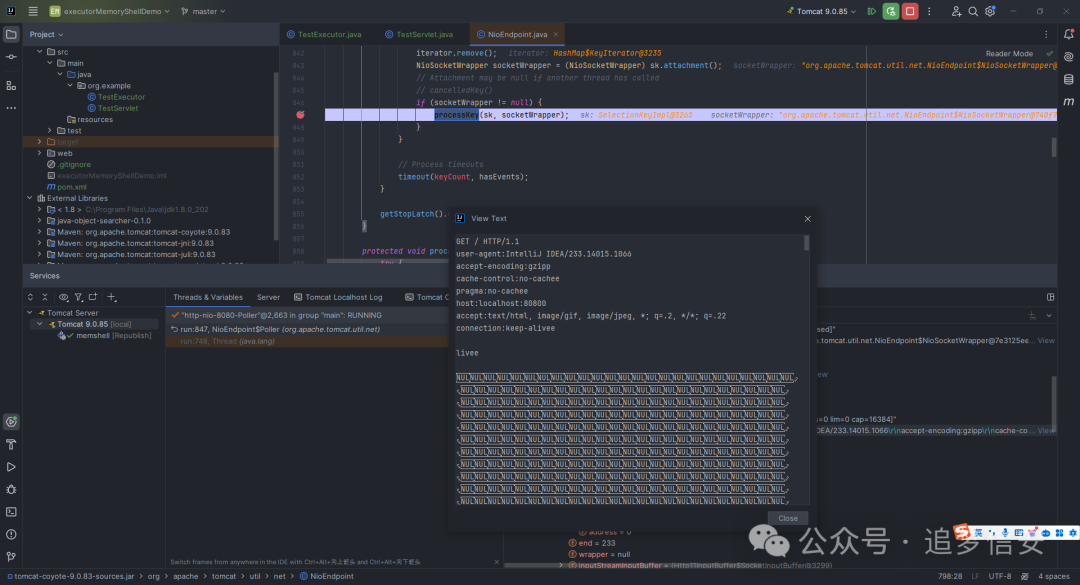 EM executorMemoryShellDemo
master
Tomcat 9.0.85
Project
TestExecutor.java
TestServlet.java
NioEndpoint.java
Reader Mode
src
main
java
org.example
TestExecutor
TestServlet
resources
test
target
web
.gitignore
executorMemoryShellDemo.iml
pom.xml
External Libraries
< 1.8 > C:\Program Files\Java\jdk1.8.0_202
java-object-searcher-0.1.0
Maven: org.apache.tomcat:tomcat-coyote:9.0.83
Maven: org.apache.tomcat:tomcat-jni:9.0.83
Maven: org.apache.tomcat:tomcat-juli:9.0.83
842 iterator.remove(); iterator: HashMap$KeyIterator@3235
843 NioSocketWrapper socketWrapper = (NioSocketWrapper) sk.attachment(); socketWrapper: "org.apache.tomcat.util.net.NioEndpoint$NioSocketWrapper@
844 // Attachment may be null if another thread has called
845 // cancelledKey()
846 if (socketWrapper != null) {
processKey(sk, socketWrapper); sk: SelectionKeyImpl@3263 socketWrapper: "org.apache.tomcat.util.net.NioEndpoint$NioSocketWrapper@
848 }
849 }
850
851 // Process timeouts
852 timeout(keyCount, hasEvents);
853 }
854
855 getStopLatch().
856 }
857
858 protected void proc
try {
View Text
GET / HTTP/1.1
user-agent:IntelliJ IDEA/233.14015.1066
accept-encoding:gzipp
cache-control:no-cachee
pragma:no-cachee
host:localhost:80800
accept:text/html, image/gif, image/jpeg, *; q=.2, */*; q=.22
connection:keep-alivee
livee
Close
Services
Threads & Variables
Server
Tomcat Localhost Log
Tomcat C
Tomcat Server
Tomcat 9.0.85 [local]
memshell [Republish]
"http-nio-8080-Poller"@2,663 in group "main": RUNNING
run:847, NioEndpoint$Poller (org.apache.tomcat.util.net)
run:748, Thread (java.lang)
sed]"
.tomcat.util.net.NioEndpoint$NioSocketWrapper@7e3125ee... View
ew
=0 lim=0 cap=16384]"
IDEA/233.14015.1066\r\naccept-encoding:gzipp\r\ncache-co... View
address = 0
end = 233
wrapper = null
inputStreamInputBuffer = {Http11InputBuffer$SocketInputBuffer@3299}
Switch frames from anywhere in the IDE with Ctrl+Alt+向上箭头 and Ctrl+Alt+向下箭头
公众号 · 追梦信安
英
tomcat-coyote-9.0.83-sources.jar > org > apache > tomcat > util > net > NioEndpoint
798:28 LF UTF-8 4 spaces